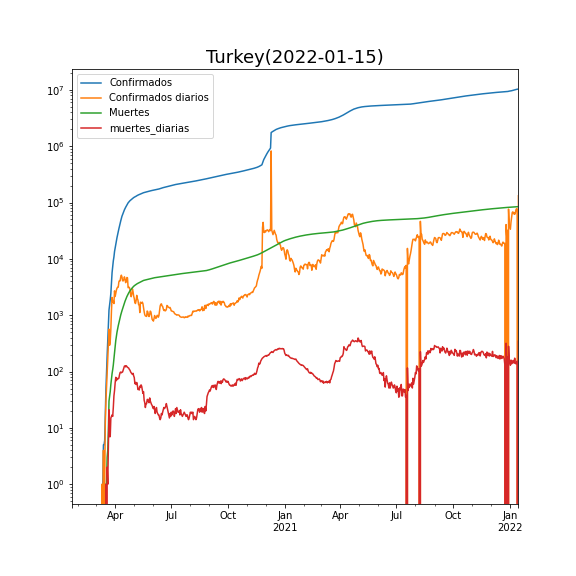 Turkey(2022-01-15)
Confirmados
Confirmados diarios
Muertes
muertes_diarias
10⁷
10⁶
10⁵
10⁴
10³
10²
10¹
10⁰
Apr Jul Oct Jan Apr Jul Oct Jan
2021 2022